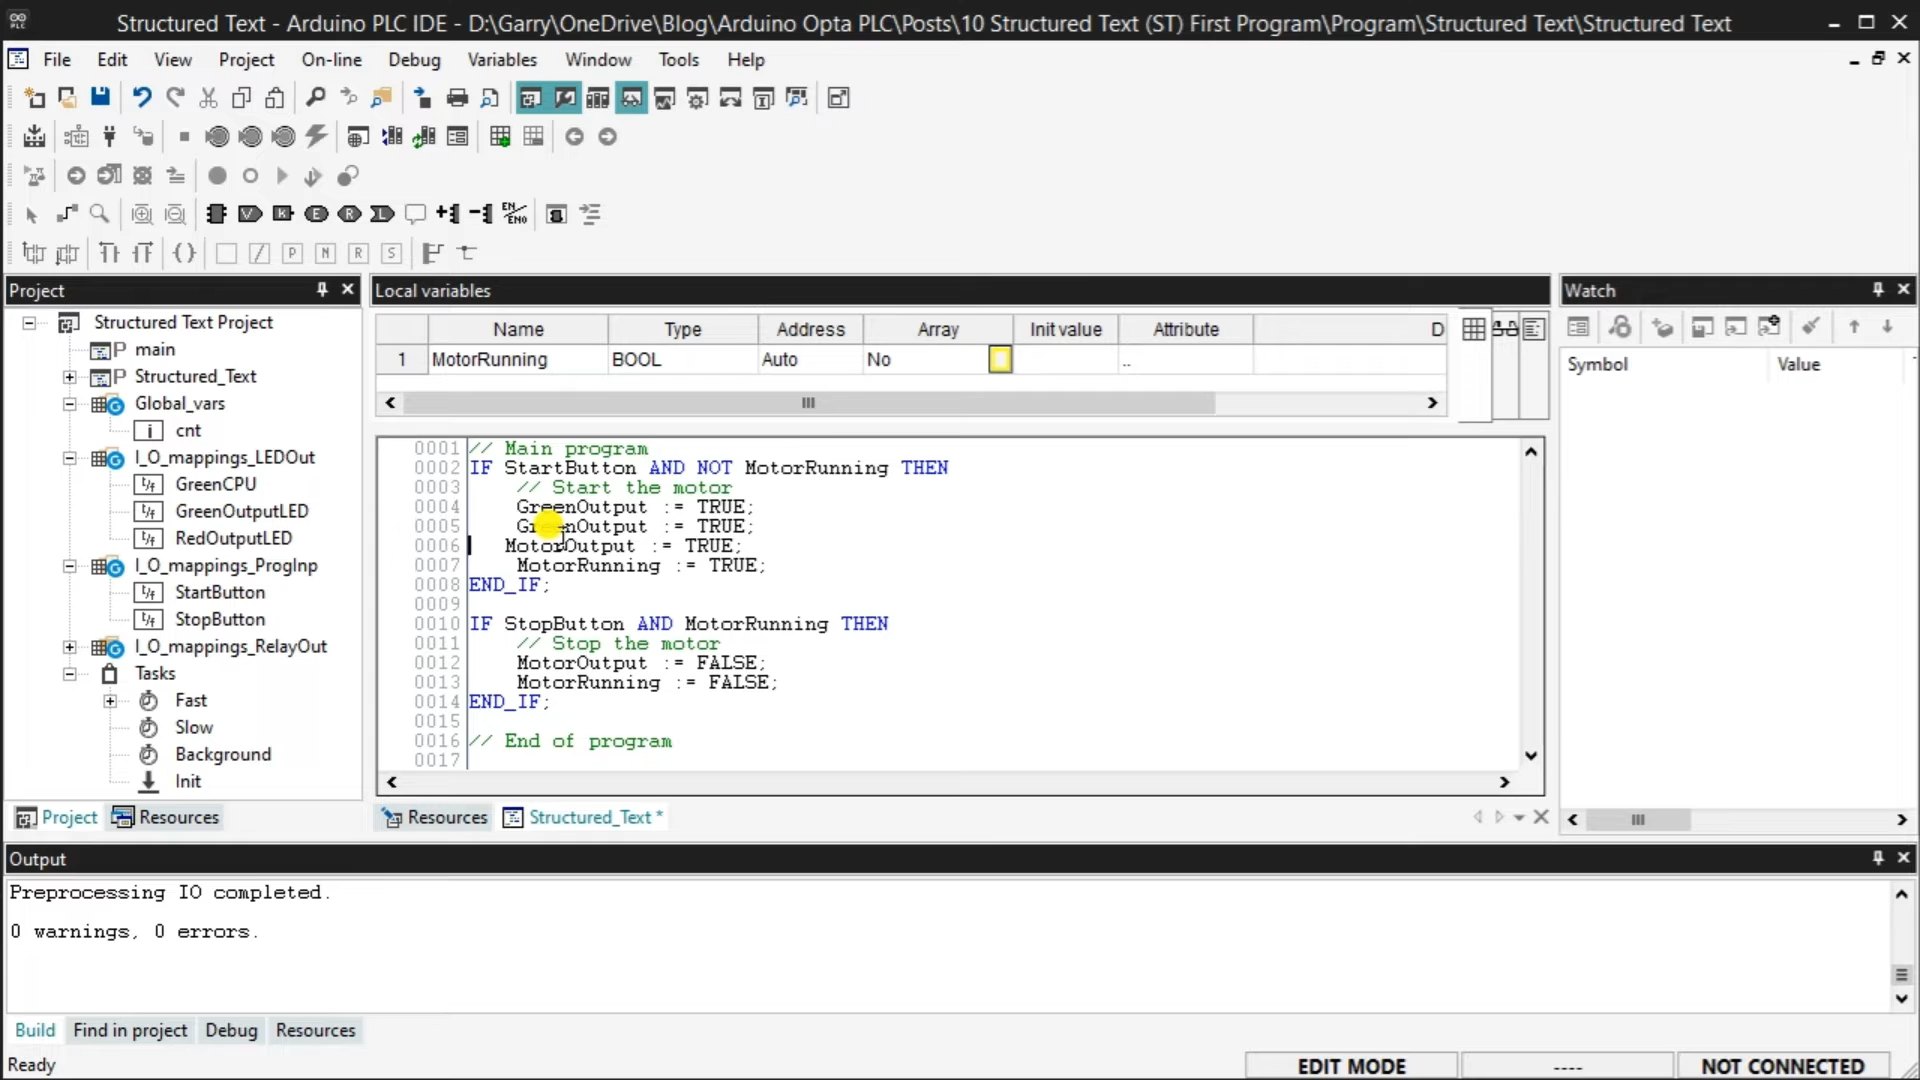 Structured Text - Arduino PLC IDE - D:\Garry\OneDrive\Blog\Arduino Opta PLC\Posts\10 Structured Text (ST) First Program\Program\Structured Text\Structured Text
File Edit View Project On-line Debug Variables Window Tools Help
Project
Structured Text Project
main
Structured_Text
Global_vars
cnt
I_O_mappings_LEDOut
GreenCPU
GreenOutputLED
RedOutputLED
I_O_mappings_ProgInp
StartButton
StopButton
I_O_mappings_RelayOut
Tasks
Fast
Slow
Background
Init
Project Resources
Local variables
Name Type Address Array Init value Attribute D
1 MotorRunning BOOL Auto No ..
0001 // Main program
0002 IF StartButton AND NOT MotorRunning THEN
0003 // Start the motor
0004 GreenOutput := TRUE;
0005 GreenOutput := TRUE;
0006 MotorOutput := TRUE;
0007 MotorRunning := TRUE;
0008 END_IF;
0009
0010 IF StopButton AND MotorRunning THEN
0011 // Stop the motor
0012 MotorOutput := FALSE;
0013 MotorRunning := FALSE;
0014 END_IF;
0015
0016 // End of program
0017
Resources Structured_Text *
Watch
Symbol Value
Output
Preprocessing IO completed.
0 warnings, 0 errors.
Build Find in project Debug Resources
Ready
EDIT MODE ---- NOT CONNECTED